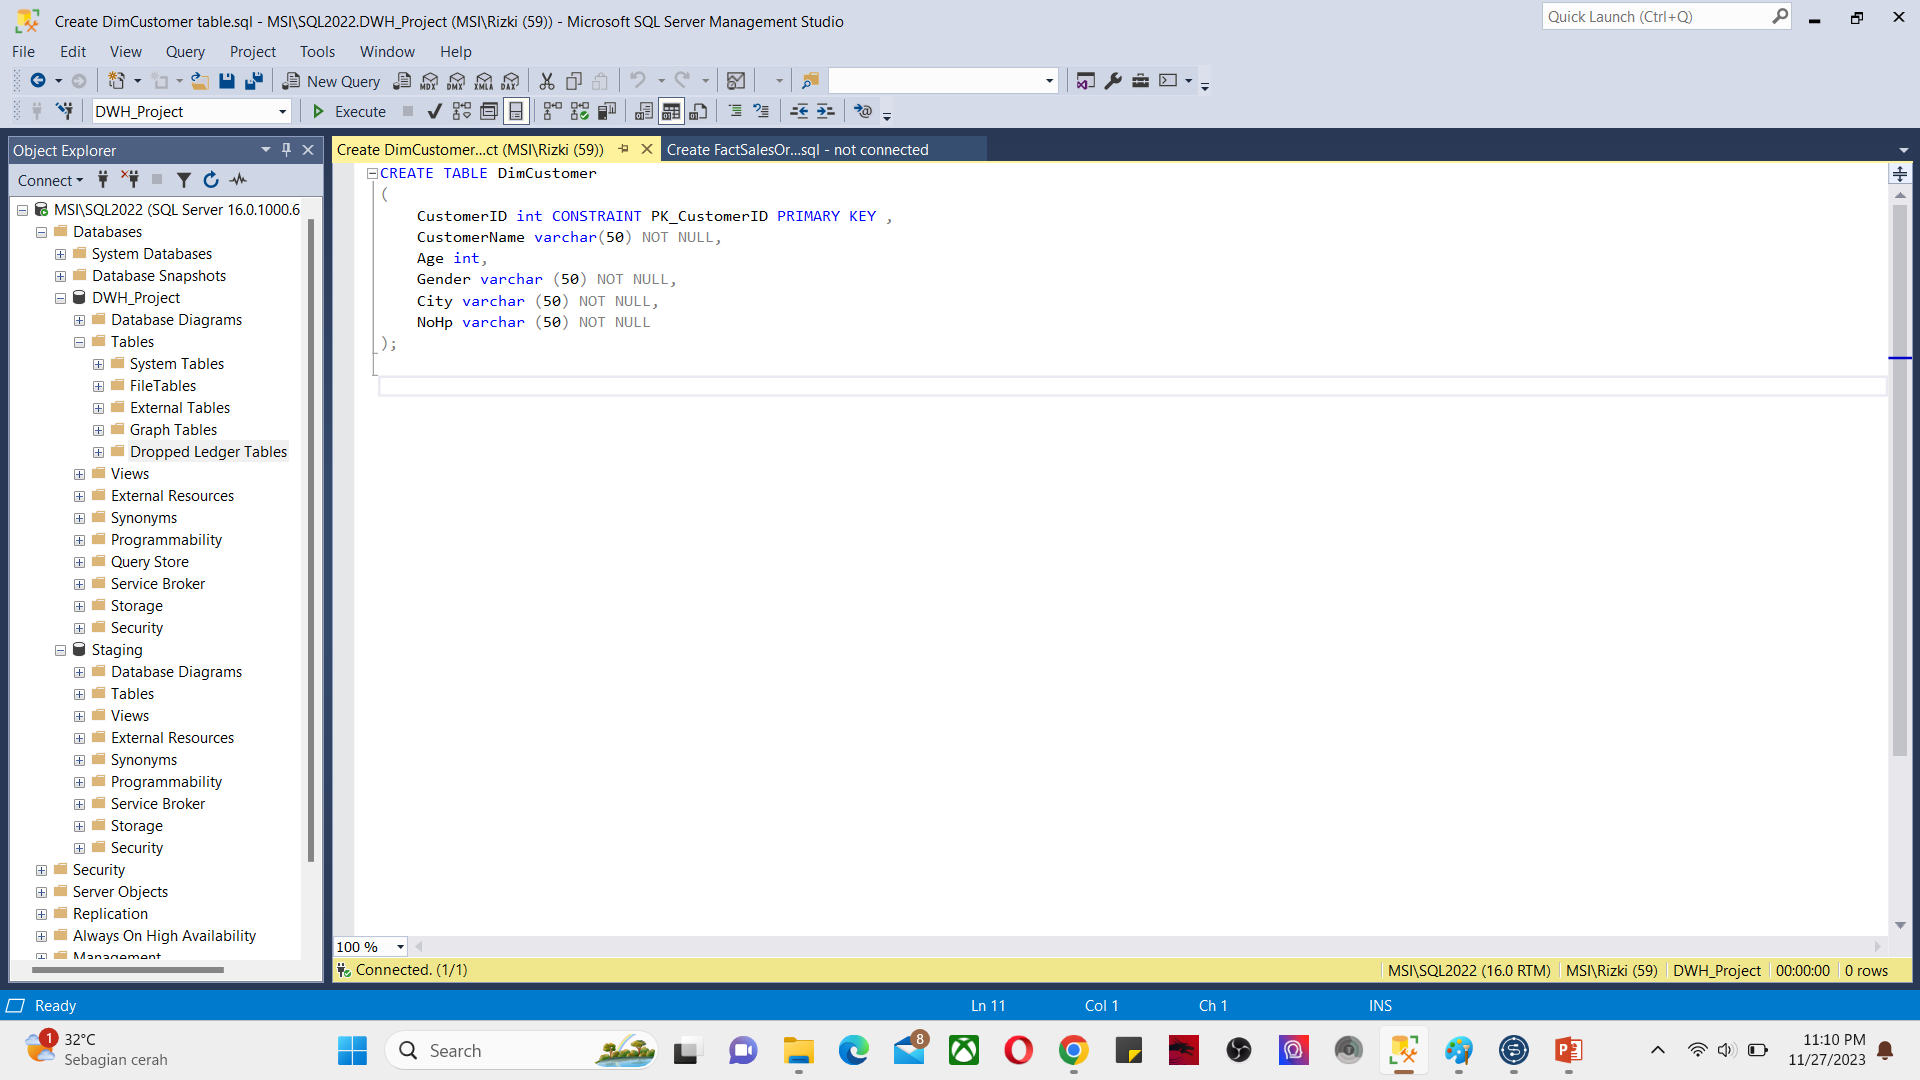 Create DimCustomer table.sql - MSI\SQL2022.DWH_Project (MSI\Rizki (59)) - Microsoft SQL Server Management Studio
Quick Launch (Ctrl+Q)
File Edit View Query Project Tools Window Help
New Query
MDX DMX XMLA DAX
DWH_Project
Execute
Object Explorer
Create DimCustomer...ct (MSI\Rizki (59))
Create FactSalesOr...sql - not connected
Connect
MSI\SQL2022 (SQL Server 16.0.1000.6
Databases
System Databases
Database Snapshots
DWH_Project
Database Diagrams
Tables
System Tables
FileTables
External Tables
Graph Tables
Dropped Ledger Tables
Views
External Resources
Synonyms
Programmability
Query Store
Service Broker
Storage
Security
Staging
Database Diagrams
Tables
Views
External Resources
Synonyms
Programmability
Service Broker
Storage
Security
Security
Server Objects
Replication
Always On High Availability
Management
CREATE TABLE DimCustomer
(
CustomerID int CONSTRAINT PK_CustomerID PRIMARY KEY ,
CustomerName varchar(50) NOT NULL,
Age int,
Gender varchar (50) NOT NULL,
City varchar (50) NOT NULL,
NoHp varchar (50) NOT NULL
);
100 %
Connected. (1/1)
MSI\SQL2022 (16.0 RTM) MSI\Rizki (59) DWH_Project 00:00:00 0 rows
Ready
Ln 11 Col 1 Ch 1 INS
1
32°C
Sebagian cerah
Search
8
11:10 PM
11/27/2023